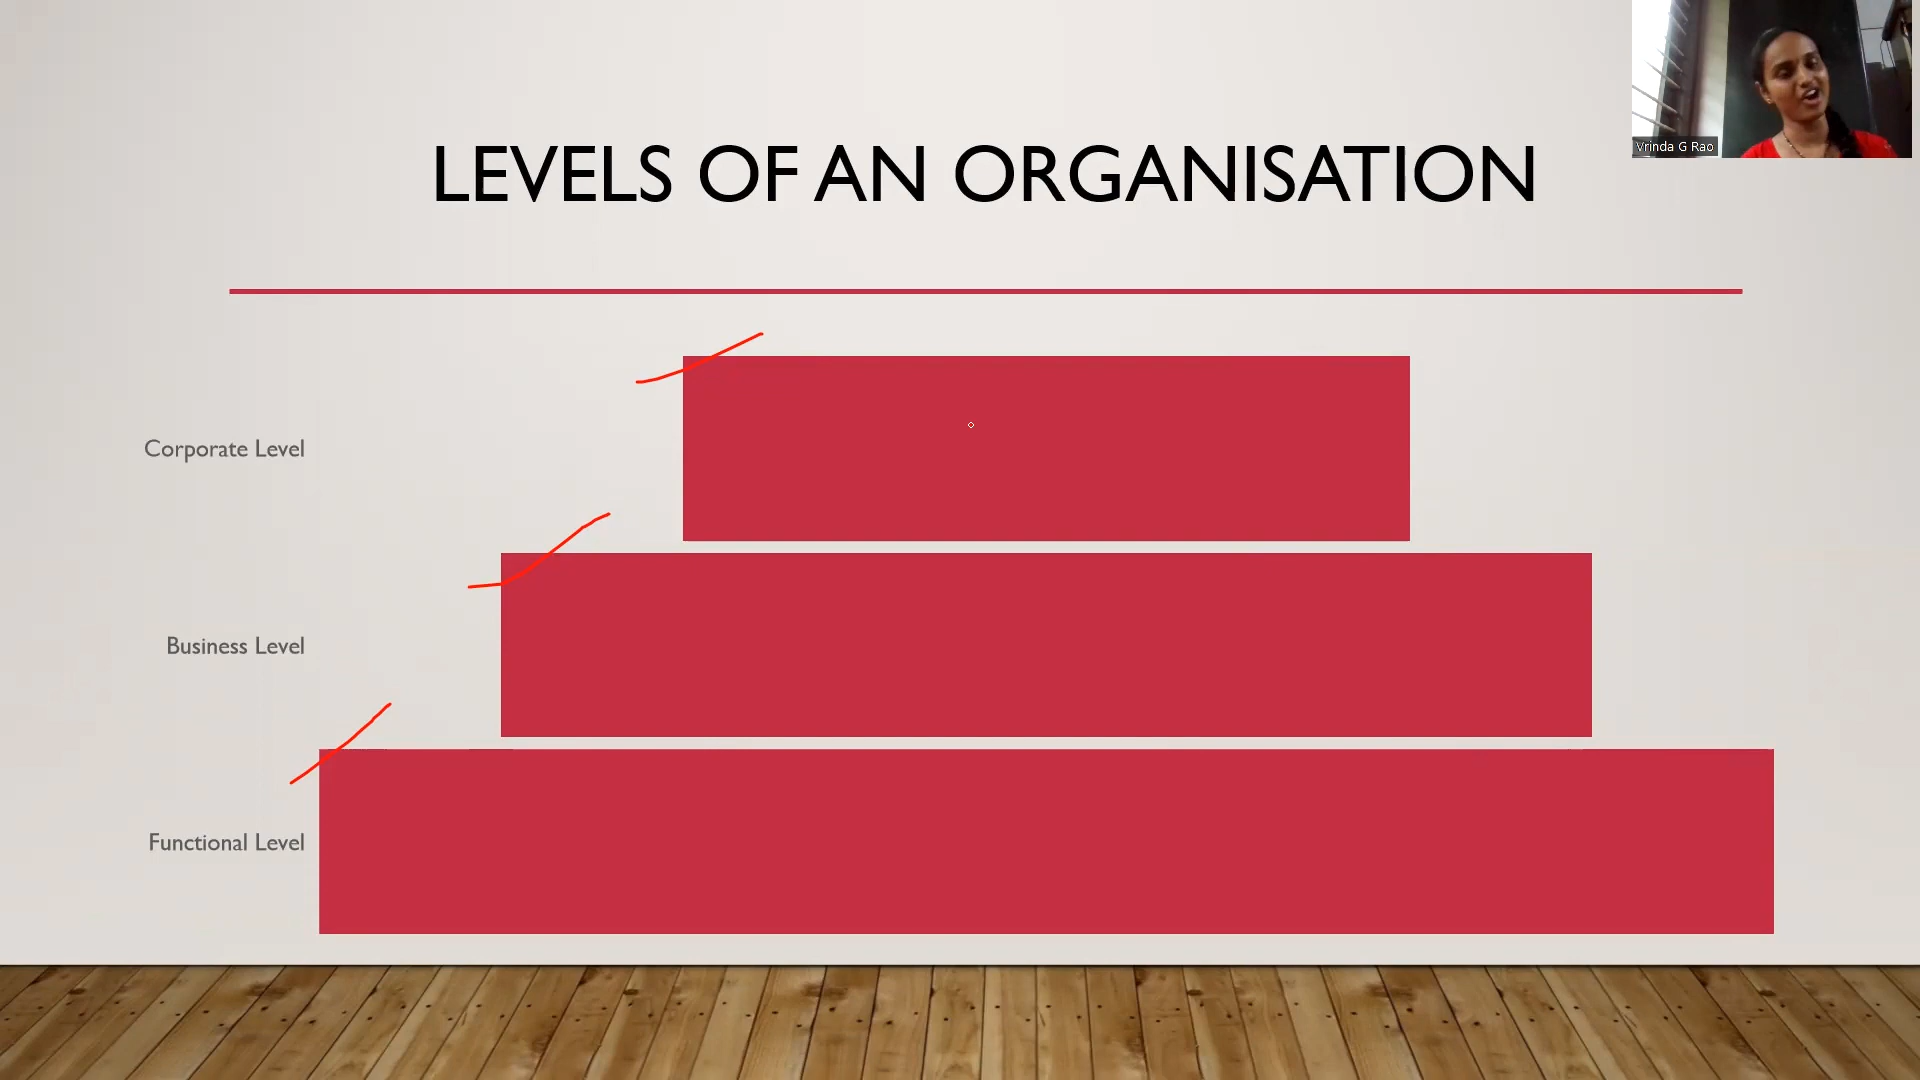 LEVELS OF AN ORGANISATION
Vrinda G Rao
Corporate Level
Business Level
Functional Level